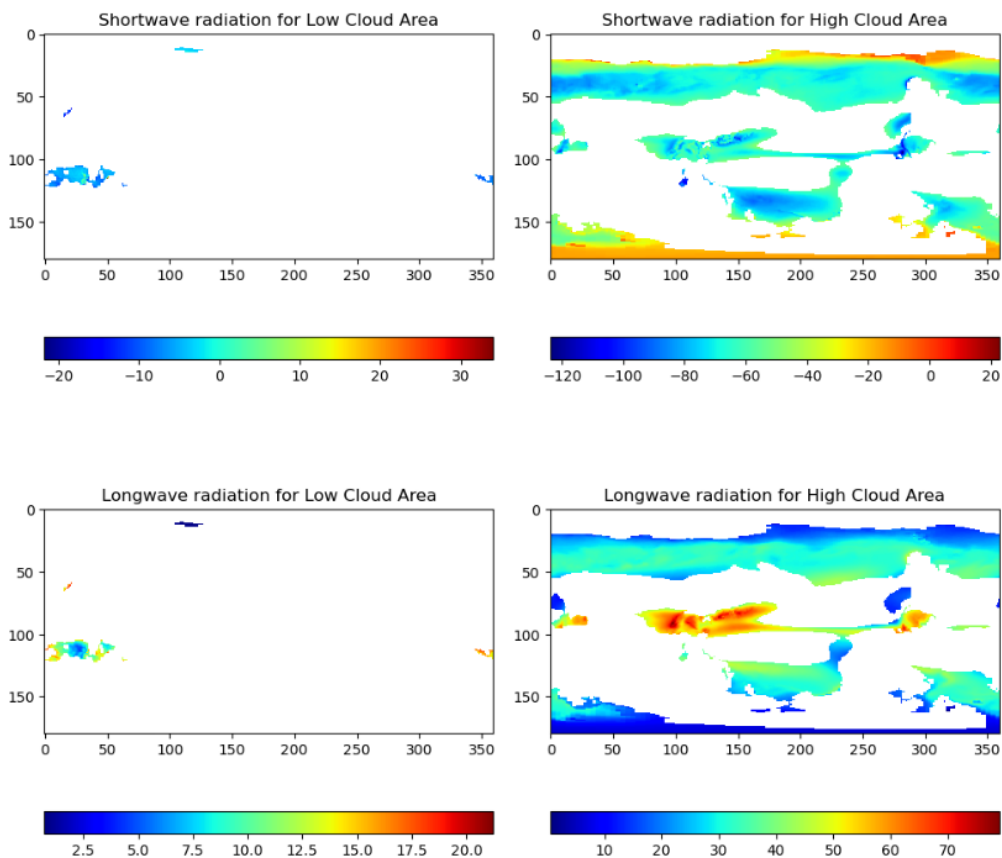 Shortwave radiation for Low Cloud Area
0
50
100
150
0 50 100 150 200 250 300 350
−20 −10 0 10 20 30
Shortwave radiation for High Cloud Area
0
50
100
150
0 50 100 150 200 250 300 350
−120 −100 −80 −60 −40 −20 0 20
Longwave radiation for Low Cloud Area
0
50
100
150
0 50 100 150 200 250 300 350
2.5 5.0 7.5 10.0 12.5 15.0 17.5 20.0
Longwave radiation for High Cloud Area
0
50
100
150
0 50 100 150 200 250 300 350
10 20 30 40 50 60 70